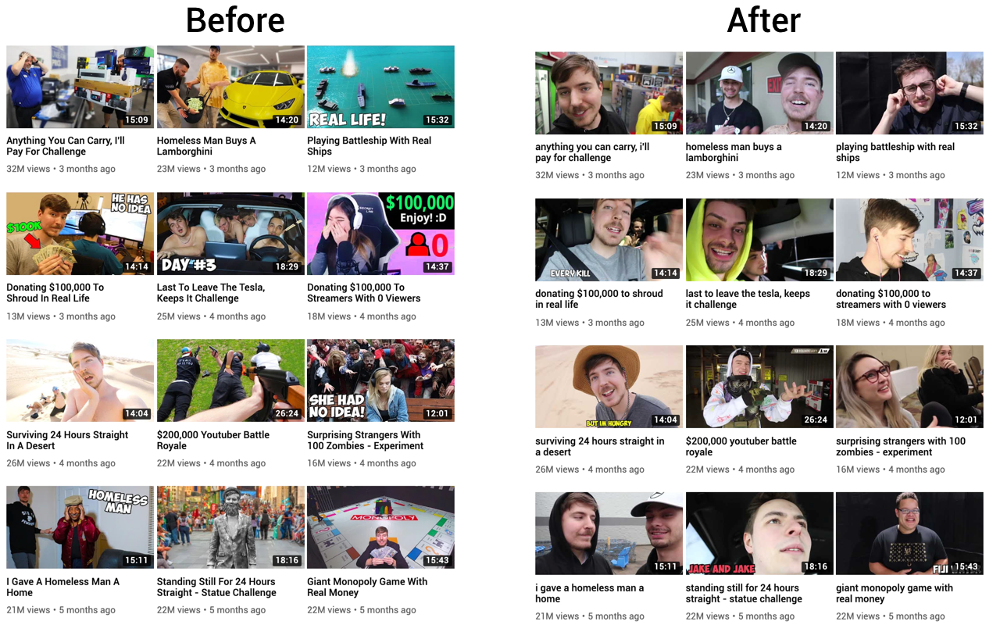 Before
After
15:09
14:20
REAL LIFE!
15:32
Anything You Can Carry, I'll
Pay For Challenge
32M views • 3 months ago
Homeless Man Buys A
Lamborghini
23M views • 3 months ago
Playing Battleship With Real
Ships
12M views • 3 months ago
HE HAS
NO IDEA
$100K
14:14
DAY #3
18:29
$100,000
Enjoy! :D
0
14:37
Donating $100,000 To
Shroud In Real Life
13M views • 3 months ago
Last To Leave The Tesla,
Keeps It Challenge
25M views • 4 months ago
Donating $100,000 To
Streamers With 0 Viewers
18M views • 4 months ago
14:04
26:24
SHE HAD
NO IDEA!
12:01
Surviving 24 Hours Straight
In A Desert
26M views • 4 months ago
$200,000 Youtuber Battle
Royale
22M views • 4 months ago
Surprising Strangers With
100 Zombies - Experiment
16M views • 4 months ago
HOMELESS
MAN
15:11
18:16
MONOPOLY
15:43
I Gave A Homeless Man A
Home
21M views • 5 months ago
Standing Still For 24 Hours
Straight - Statue Challenge
22M views • 5 months ago
Giant Monopoly Game With
Real Money
22M views • 5 months ago
15:09
14:20
15:32
anything you can carry, i'll
pay for challenge
32M views • 3 months ago
homeless man buys a
lamborghini
23M views • 3 months ago
playing battleship with real
ships
12M views • 3 months ago
EVERY KILL
14:14
18:29
14:37
donating $100,000 to shroud
in real life
13M views • 3 months ago
last to leave the tesla, keeps
it challenge
25M views • 4 months ago
donating $100,000 to
streamers with 0 viewers
18M views • 4 months ago
BUT IM HUNGRY
14:04
26:24
12:01
surviving 24 hours straight in
a desert
26M views • 4 months ago
$200,000 youtuber battle
royale
22M views • 4 months ago
surprising strangers with 100
zombies - experiment
16M views • 4 months ago
15:11
JAKE AND JAKE
18:16
FIJI
15:43
i gave a homeless man a
home
21M views • 5 months ago
standing still for 24 hours
straight - statue challenge
22M views • 5 months ago
giant monopoly game with
real money
22M views • 5 months ago